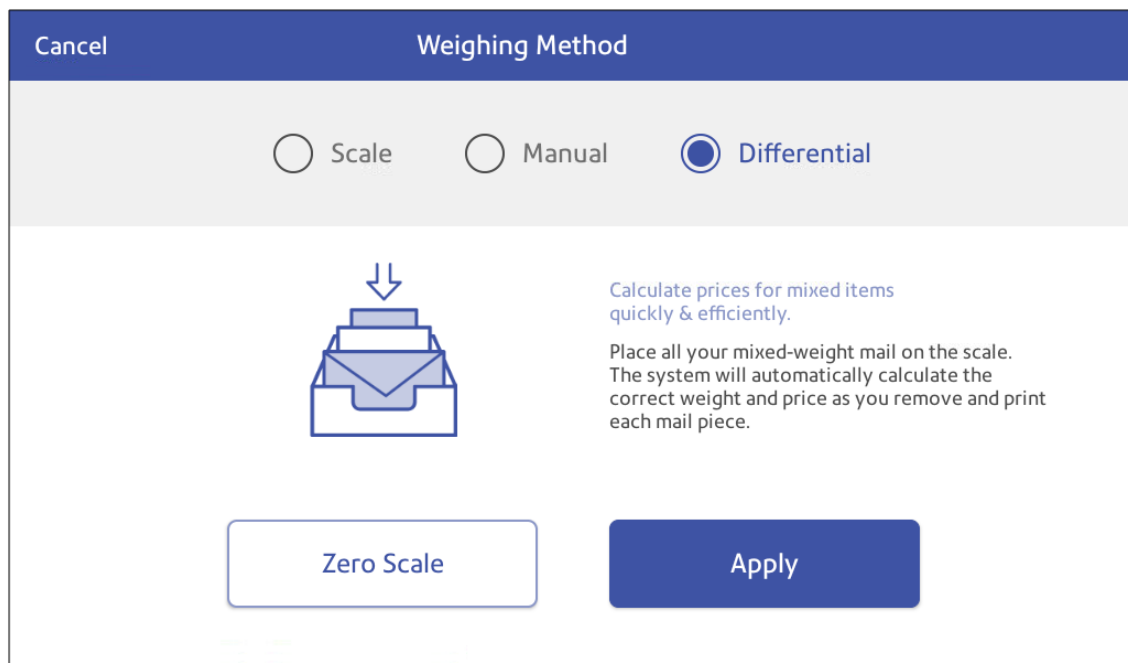 Cancel
Weighing Method
Scale
Manual
Differential
Calculate prices for mixed items
quickly & efficiently.
Place all your mixed-weight mail on the scale.
The system will automatically calculate the
correct weight and price as you remove and print
each mail piece.
Zero Scale
Apply